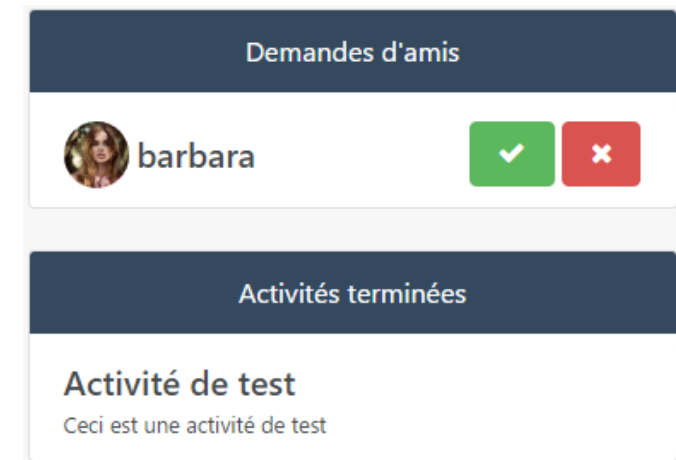 Demandes d'amis
barbara
Activités terminées
Activité de test
Ceci est une activité de test